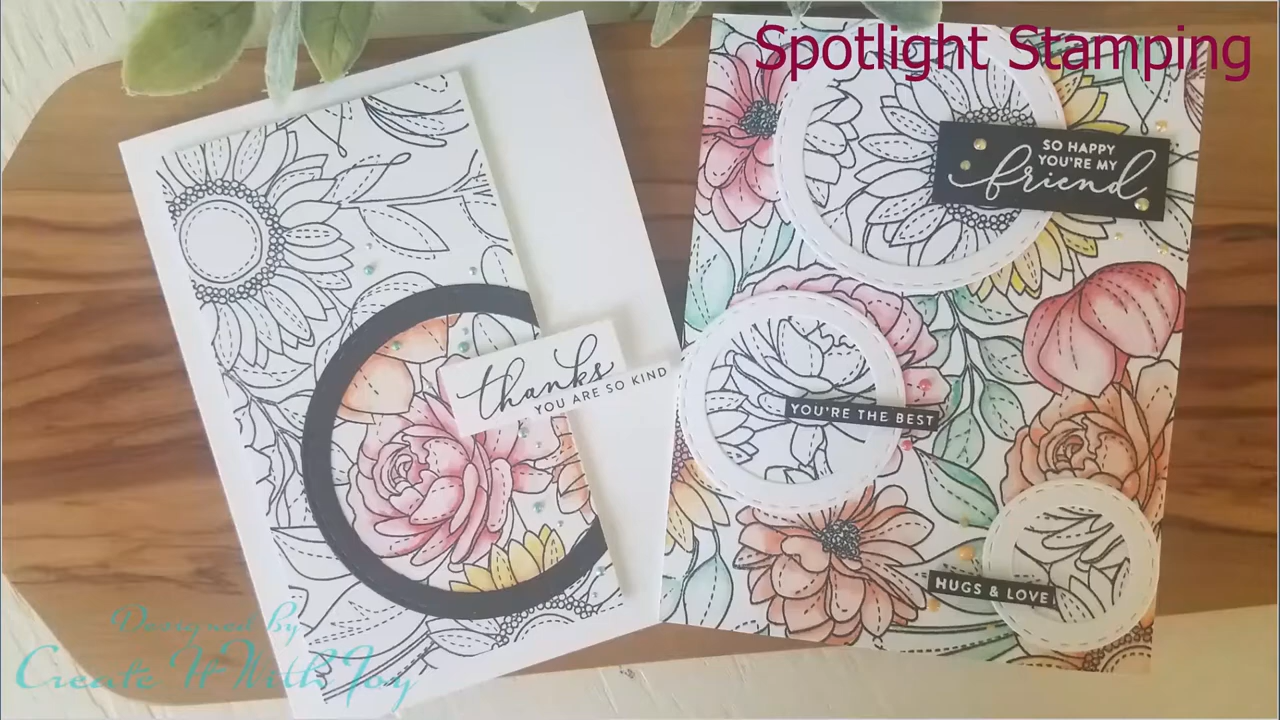 Spotlight Stamping
SO HAPPY
YOU'RE MY
friend
thanks
YOU ARE SO KIND
YOU'RE THE BEST
HUGS & LOVE
Designed by
Create It With Joy